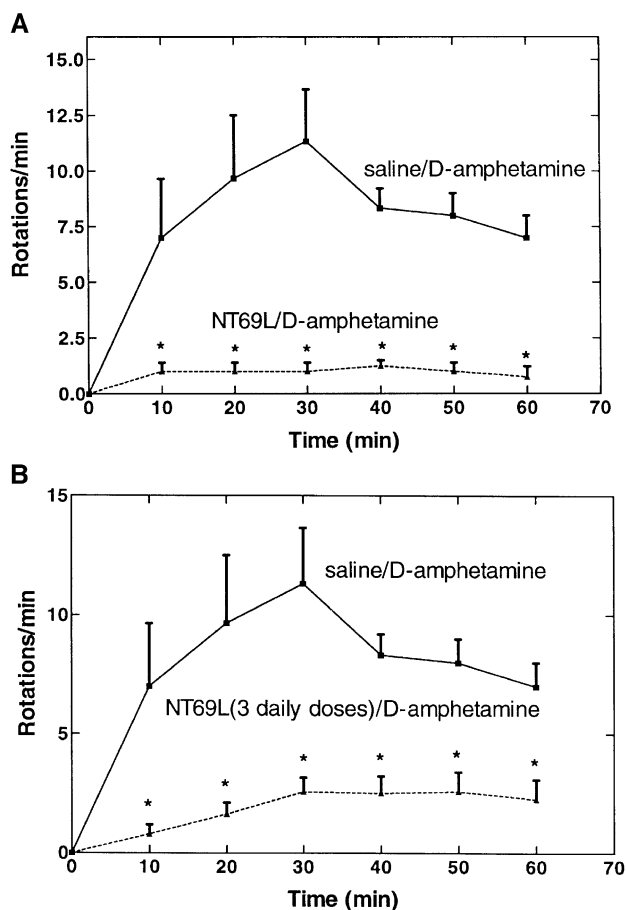 A
15.0
12.5
10.0
7.5
5.0
2.5
0.0
Rotations/min
saline/D-amphetamine
NT69L/D-amphetamine
* * * * * *
0 10 20 30 40 50 60 70
Time (min)
B
15
10
5
0
Rotations/min
saline/D-amphetamine
NT69L(3 daily doses)/D-amphetamine
* * * * * *
0 10 20 30 40 50 60 70
Time (min)